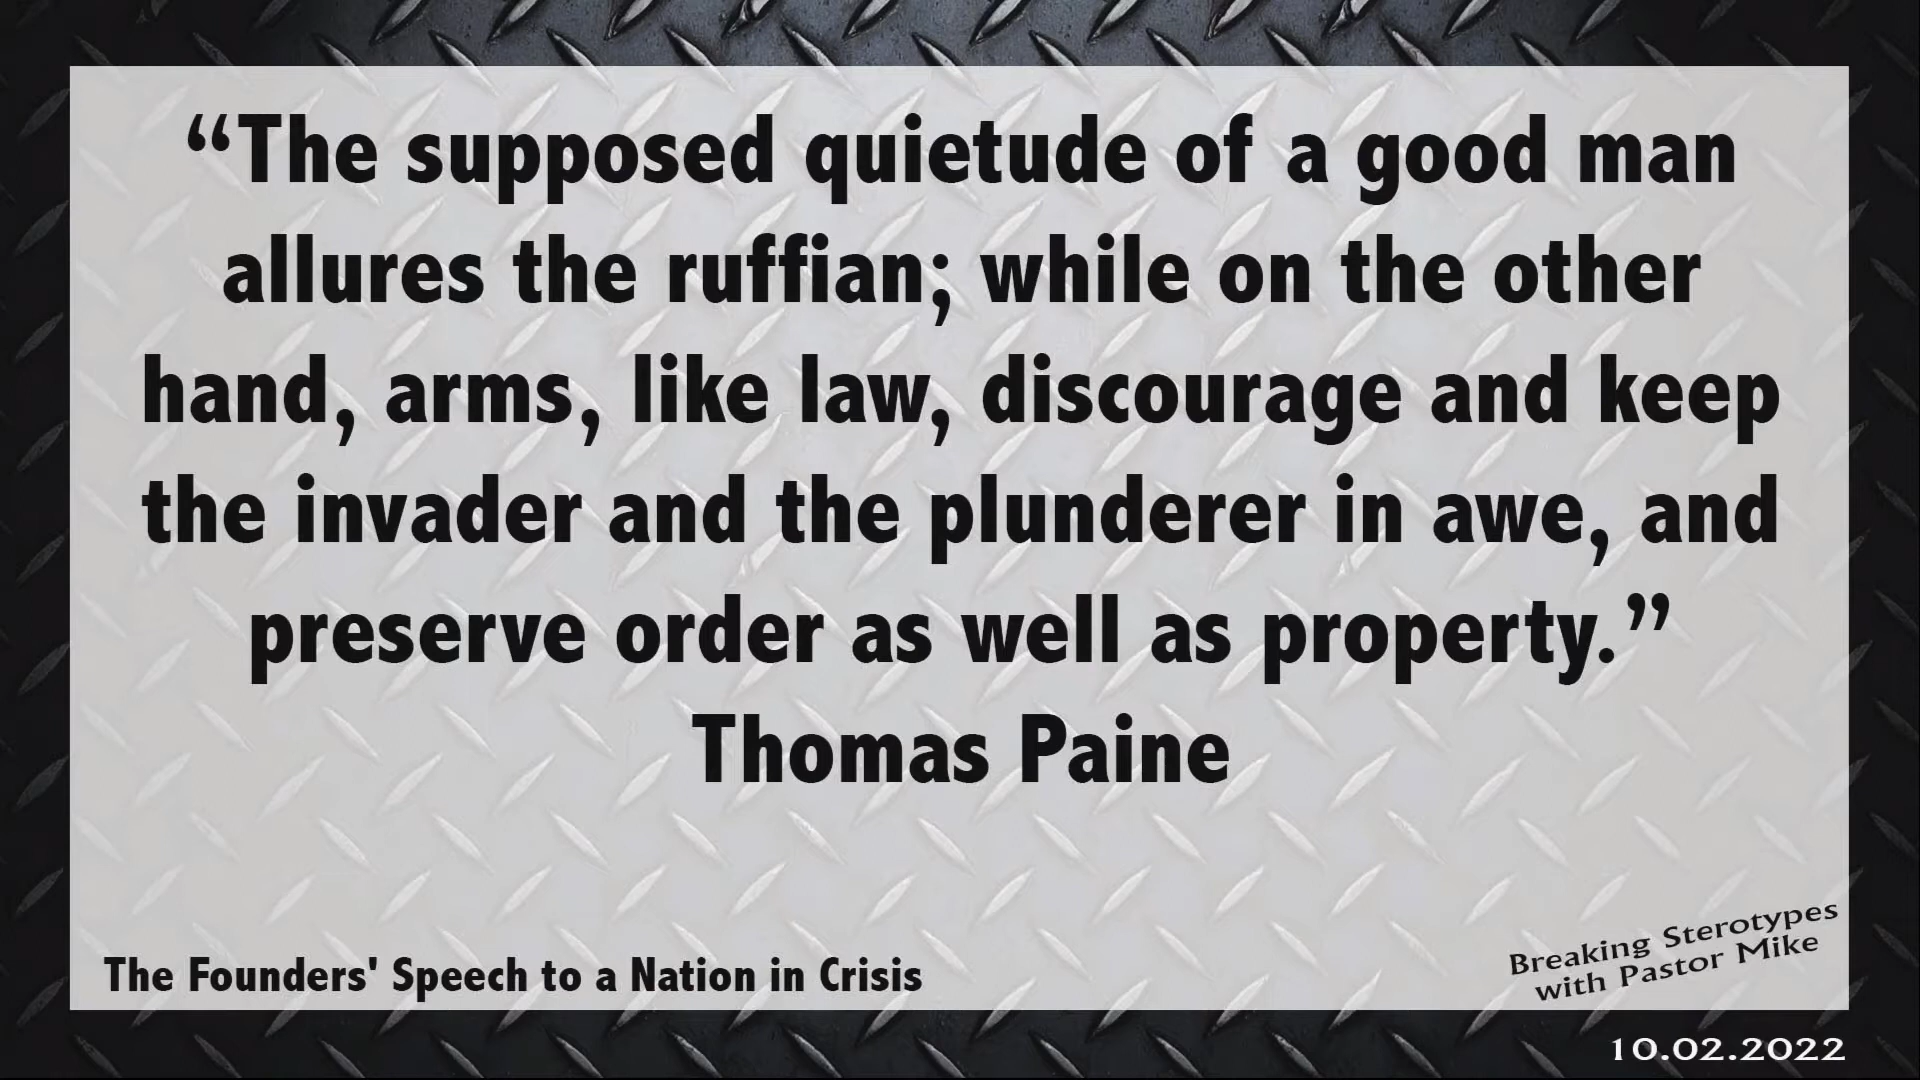 “The supposed quietude of a good man
allures the ruffian; while on the other
hand, arms, like law, discourage and keep
the invader and the plunderer in awe, and
preserve order as well as property.”
Thomas Paine
The Founders' Speech to a Nation in Crisis
Breaking Sterotypes
with Pastor Mike
10.02.2022